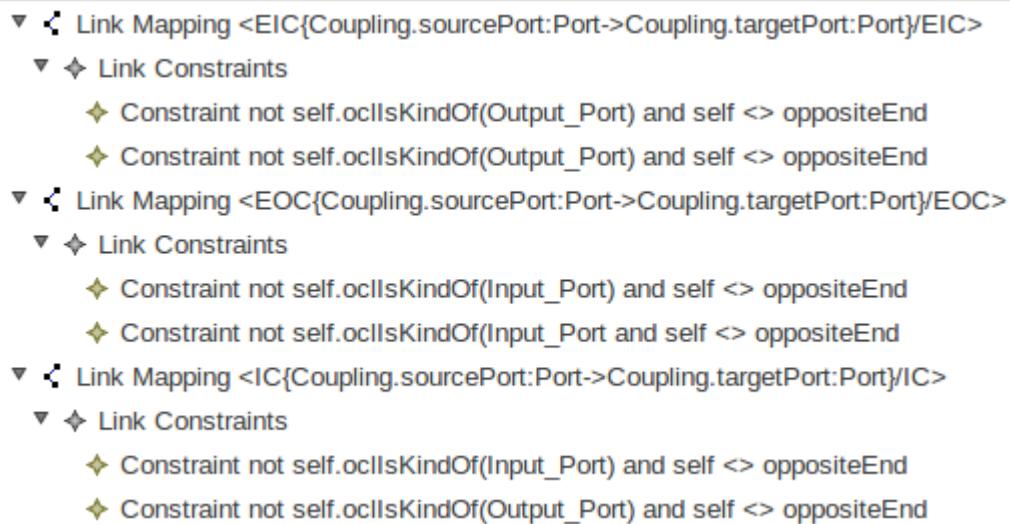 Link Mapping <EIC{Coupling.sourcePort:Port->Coupling.targetPort:Port}/EIC>
Link Constraints
Constraint not self.oclIsKindOf(Output_Port) and self <> oppositeEnd
Constraint not self.oclIsKindOf(Output_Port) and self <> oppositeEnd
Link Mapping <EOC{Coupling.sourcePort:Port->Coupling.targetPort:Port}/EOC>
Link Constraints
Constraint not self.oclIsKindOf(Input_Port) and self <> oppositeEnd
Constraint not self.oclIsKindOf(Input_Port and self <> oppositeEnd
Link Mapping <IC{Coupling.sourcePort:Port->Coupling.targetPort:Port}/IC>
Link Constraints
Constraint not self.oclIsKindOf(Input_Port) and self <> oppositeEnd
Constraint not self.oclIsKindOf(Output_Port) and self <> oppositeEnd